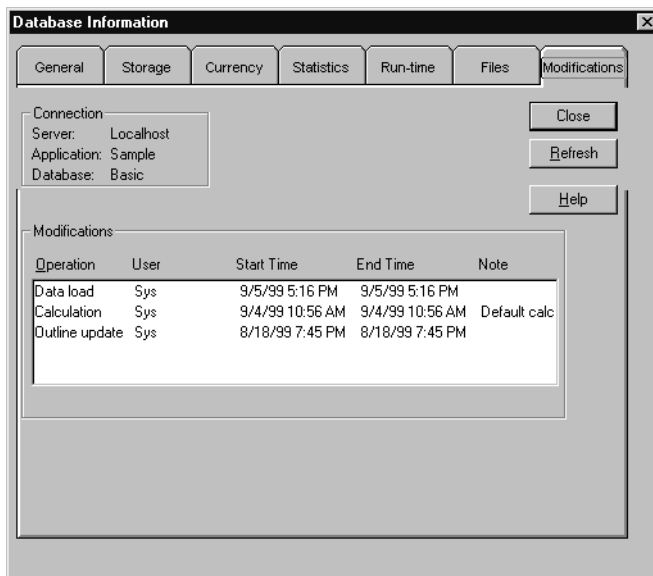 Database Information
General Storage Currency Statistics Run-time Files Modifications
Connection
Server: Localhost
Application: Sample
Database: Basic
Close
Refresh
Help
Modifications
Operation User Start Time End Time Note
Data load Sys 9/5/99 5:16 PM 9/5/99 5:16 PM
Calculation Sys 9/4/99 10:56 AM 9/4/99 10:56 AM Default calc
Outline update Sys 8/18/99 7:45 PM 8/18/99 7:45 PM